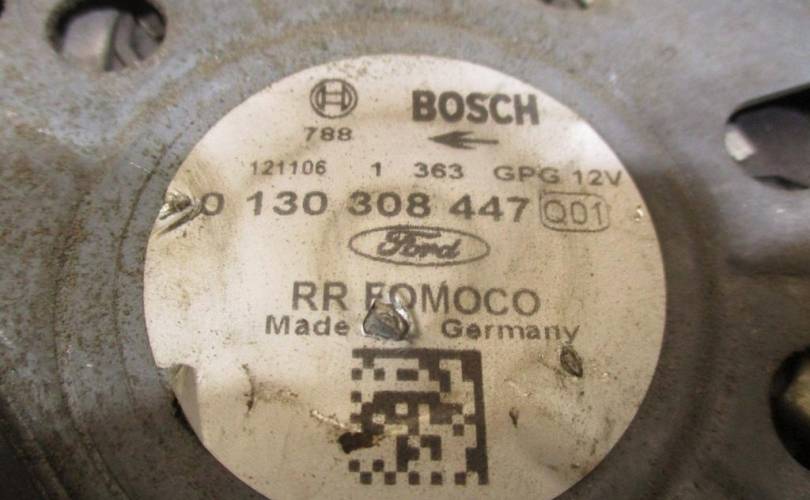 BOSCH
788
121106 1 363 GPG 12V
0 130 308 447 Q01
Ford
RR FOMOCO
Made Germany